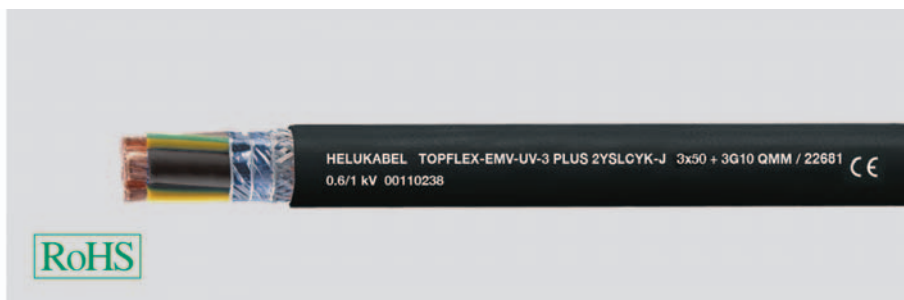 HELUKABEL TOPFLEX-EMV-UV-3 PLUS 2YSLCYK-J 3x50 + 3G10 QMM / 22681 CE
0.6/1 kV 00110238
RoHS